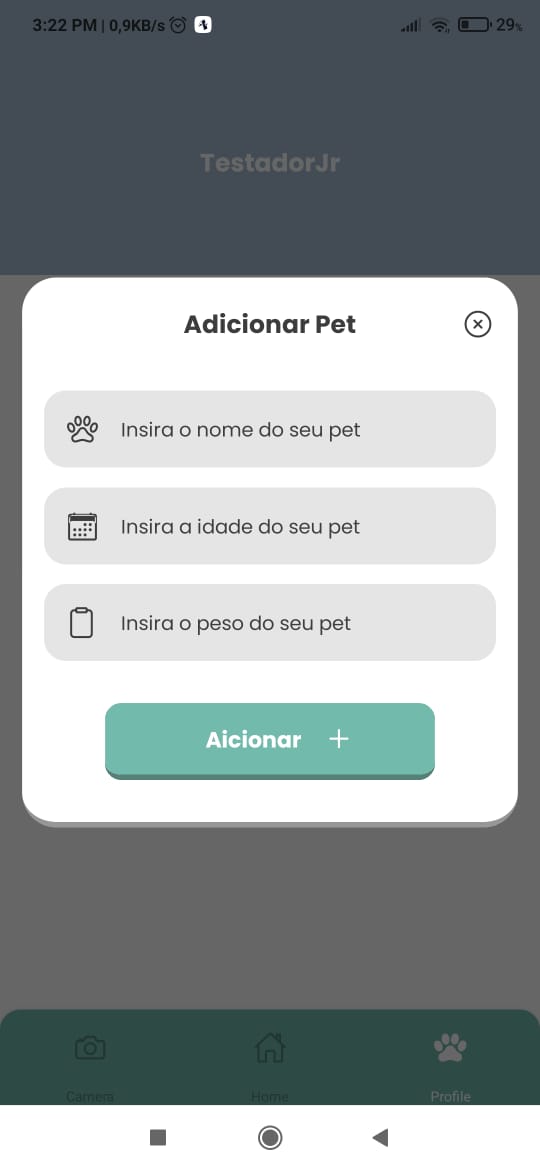 3:22 PM | 0,9KB/s 29%
TestadorJr
Adicionar Pet
Insira o nome do seu pet
Insira a idade do seu pet
Insira o peso do seu pet
Aicionar +
Camera Home Profile